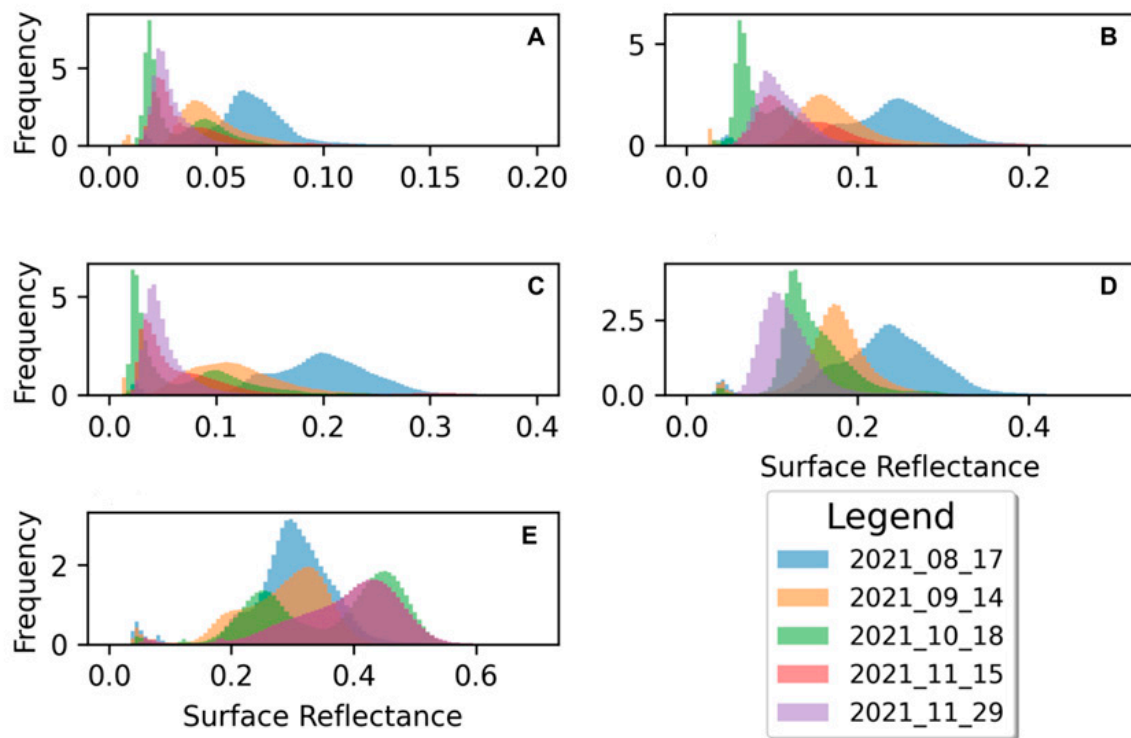 A
Frequency
5
0
0.00 0.05 0.10 0.15 0.20
B
5
0
0.0 0.1 0.2
C
Frequency
5
0
0.0 0.1 0.2 0.3 0.4
D
2.5
0.0
0.0 0.2 0.4
Surface Reflectance
E
Frequency
2
0
0.0 0.2 0.4 0.6
Surface Reflectance
Legend
2021_08_17
2021_09_14
2021_10_18
2021_11_15
2021_11_29